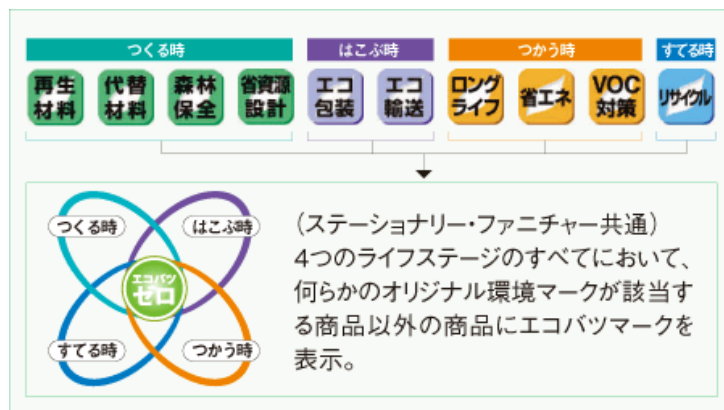 つくる時 はこぶ時 つかう時 すてる時
再生材料 代替材料 森林保全 省資源設計 エコ包装 エコ輸送 ロングライフ 省エネ VOC対策 リサイクル
つくる時 はこぶ時
エコバツ
ゼロ
すてる時 つかう時
(ステーショナリー・ファニチャー共通)
4つのライフステージのすべてにおいて、
何らかのオリジナル環境マークが該当す
る商品以外の商品にエコバツマークを
表示。